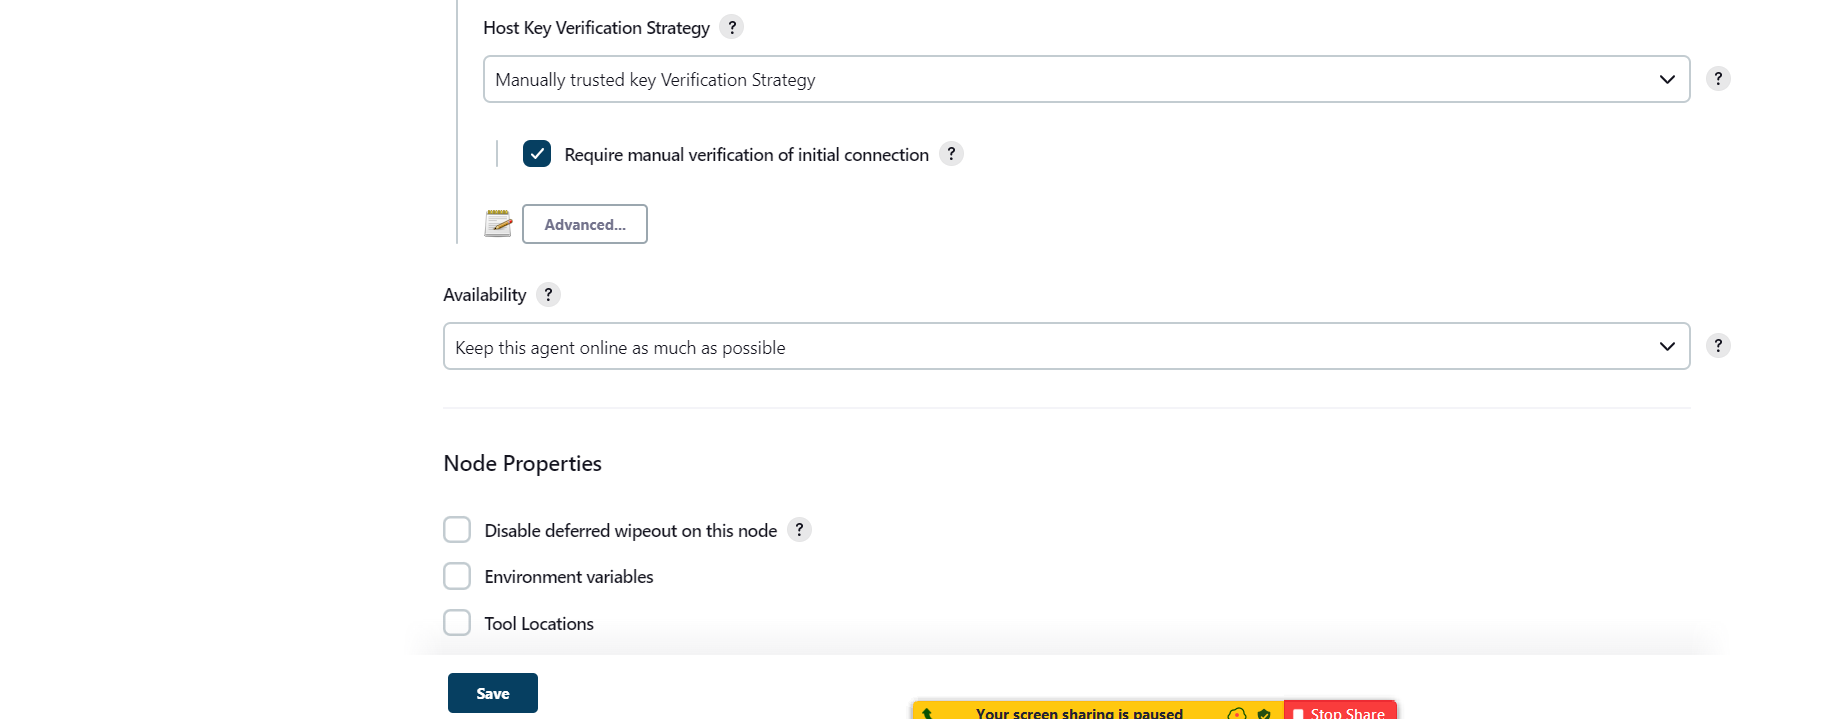 Host Key Verification Strategy ?
Manually trusted key Verification Strategy ?
Require manual verification of initial connection ?
Advanced...
Availability ?
Keep this agent online as much as possible ?
Node Properties
Disable deferred wipeout on this node ?
Environment variables
Tool Locations
Save
Your screen sharing is paused Stop Share